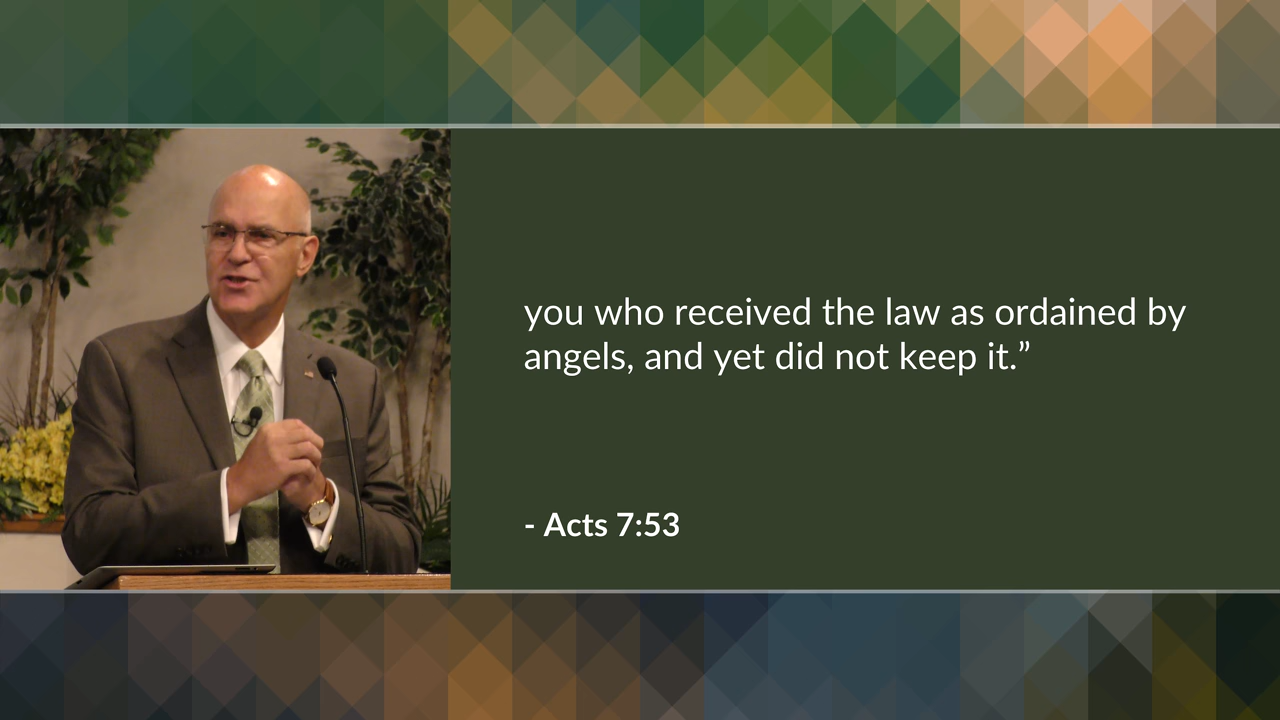 you who received the law as ordained by
angels, and yet did not keep it.”
- Acts 7:53